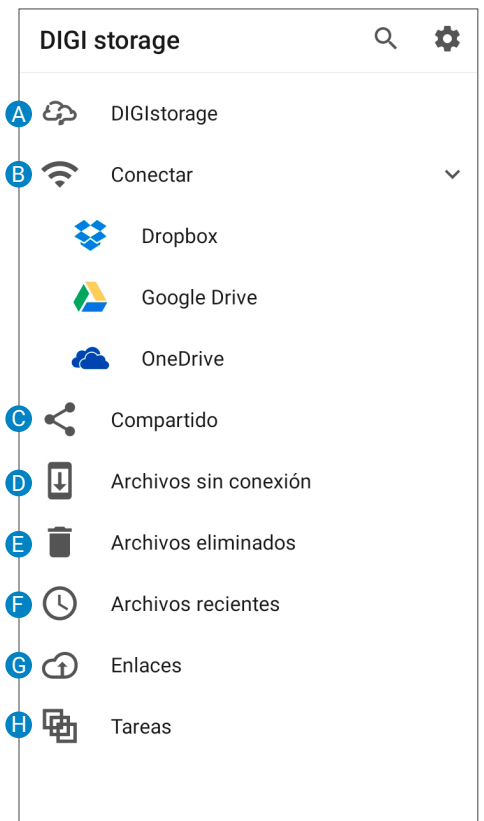 DIGI storage
A DIGIstorage
B Conectar
Dropbox
Google Drive
OneDrive
C Compartido
D Archivos sin conexión
E Archivos eliminados
F Archivos recientes
G Enlaces
H Tareas